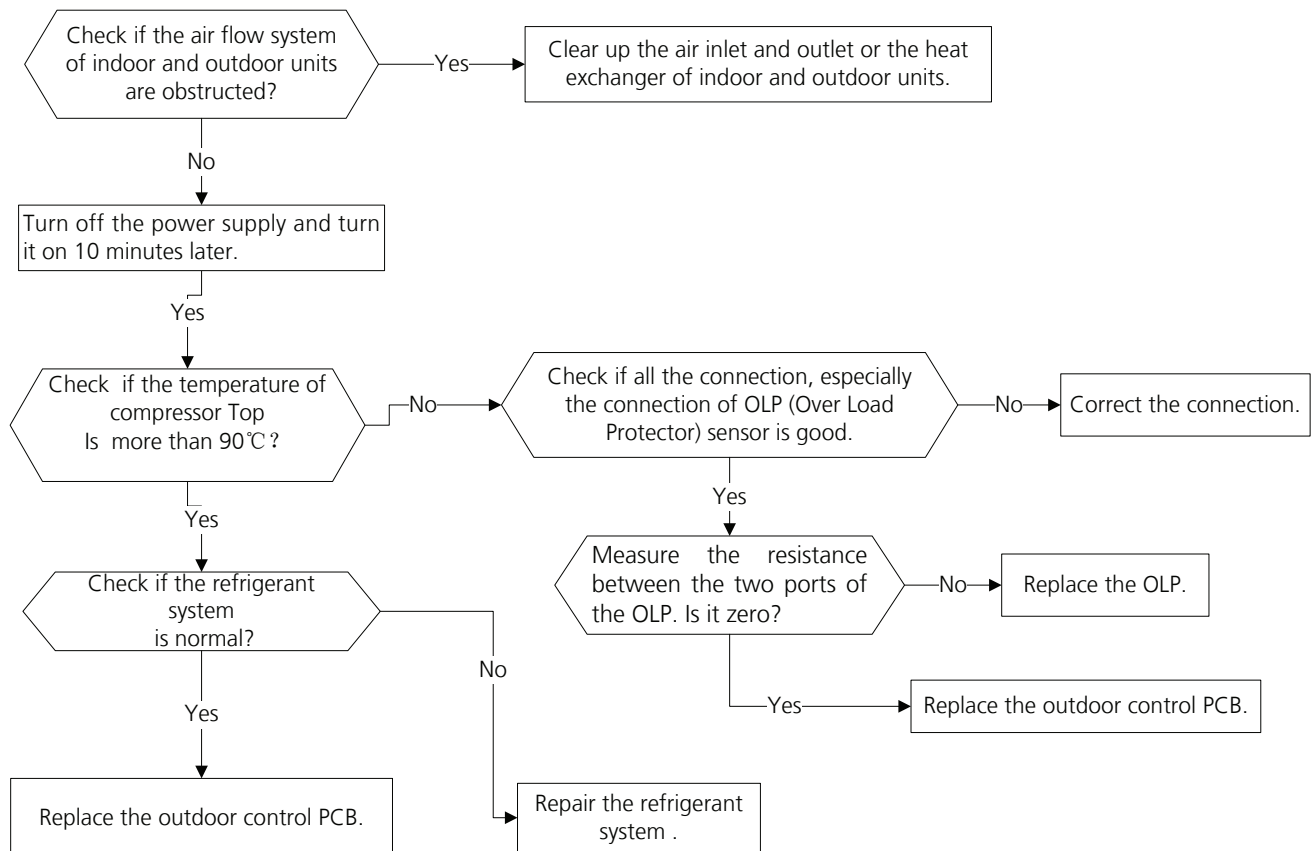 Check if the air flow system
of indoor and outdoor units
are obstructed?
Yes
Clear up the air inlet and outlet or the heat
exchanger of indoor and outdoor units.
No
Turn off the power supply and turn
it on 10 minutes later.
Yes
Check if the temperature of
compressor Top
Is more than 90℃?
No
Check if all the connection, especially
the connection of OLP (Over Load
Protector) sensor is good.
No
Correct the connection.
Yes
Yes
Measure the resistance
between the two ports of
the OLP. Is it zero?
No
Replace the OLP.
Check if the refrigerant
system
is normal?
No
Yes
Yes
Replace the outdoor control PCB.
Replace the outdoor control PCB.
Repair the refrigerant
system .